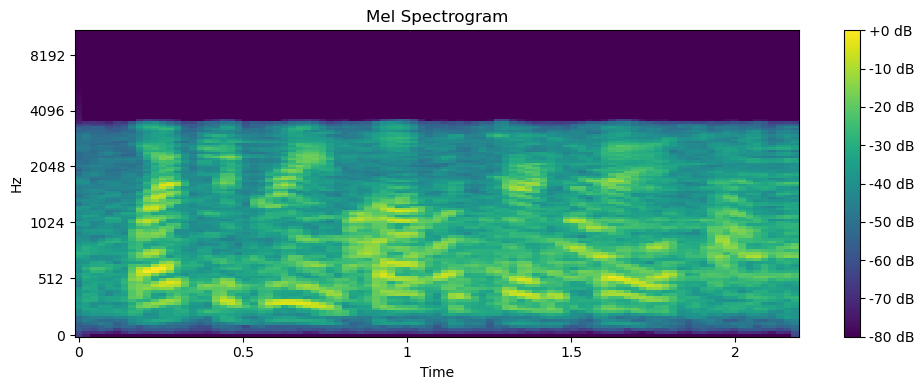 Mel Spectrogram
8192
4096
2048
1024
512
0
Hz
0
0.5
1
1.5
2
Time
+0 dB
-10 dB
-20 dB
-30 dB
-40 dB
-50 dB
-60 dB
-70 dB
-80 dB